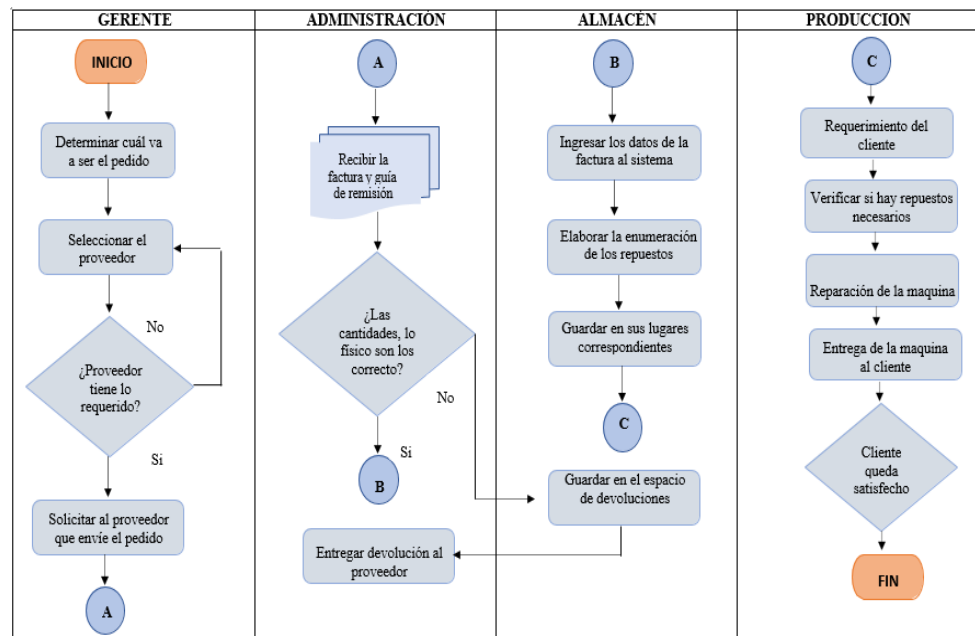 GERENTE
INICIO
Determinar cuál va
a ser el pedido
Seleccionar el
proveedor
No
¿Proveedor
tiene lo
requerido?
Si
Solicitar al proveedor
que envíe el pedido
A
ADMINISTRACIÓN
A
Recibir la
factura y guía
de remisión
¿Las
cantidades, lo
físico son los
correcto?
No
Si
B
Entregar devolución al
proveedor
ALMACÉN
B
Ingresar los datos de la
factura al sistema
Elaborar la enumeración
de los repuestos
Guardar en sus lugares
correspondientes
C
Guardar en el espacio
de devoluciones
PRODUCCION
C
Requerimiento del
cliente
Verificar si hay repuestos
necesarios
Reparación de la maquina
Entrega de la maquina
al cliente
Cliente
queda
satisfecho
FIN